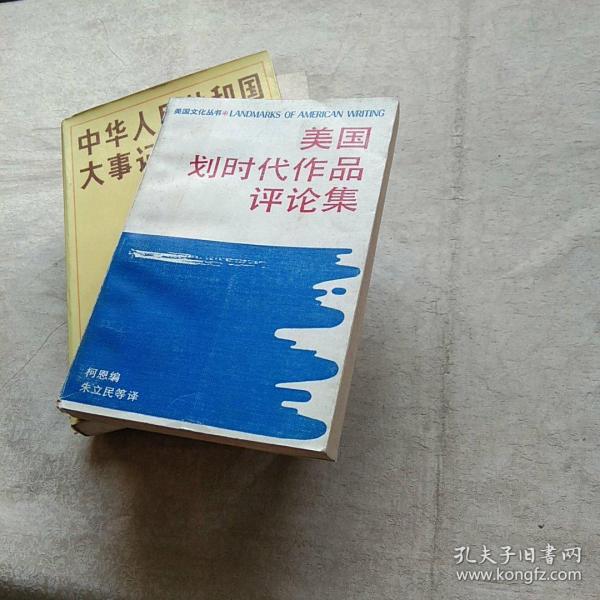 中华人民共和国
大事记
美国文化丛书 LANDMARKS OF AMERICAN WRITING
美国
划时代作品
评论集
柯恩编
朱立民等译
孔夫子旧书网
www.kongfz.com